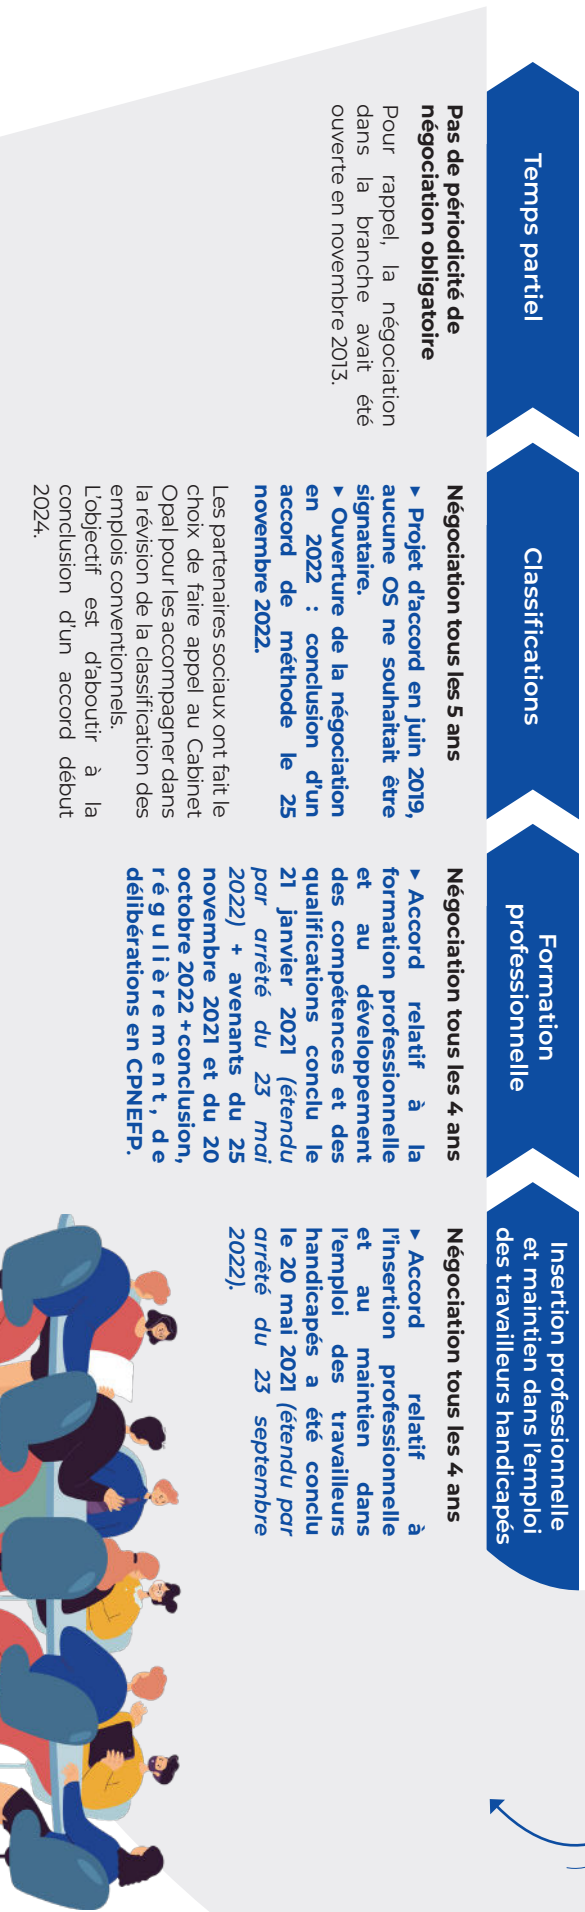 Temps partiel
Pas de périodicité de
négociation obligatoire
Pour rappel, la négociation
dans la branche avait été
ouverte en novembre 2013.
Classifications
Négociation tous les 5 ans
▸ Projet d'accord en juin 2019,
aucune OS ne souhaitait être
signataire.
▸ Ouverture de la négociation
en 2022 : conclusion d'un
accord de méthode le 25
novembre 2022.
Les partenaires sociaux ont fait le
choix de faire appel au Cabinet
Opal pour les accompagner dans
la révision de la classification des
emplois conventionnels.
L'objectif est d'aboutir à la
conclusion d'un accord début
2024.
Formation
professionnelle
Négociation tous les 4 ans
▸ Accord relatif à la
formation professionnelle
et au développement
des compétences et des
qualifications conclu le
21 janvier 2021 (étendu
par arrêté du 23 mai
2022) + avenants du 25
novembre 2021 et du 20
octobre 2022 +conclusion,
régulièrement, de
délibérations en CPNEFP.
Insertion professionnelle
et maintien dans l'emploi
des travailleurs handicapés
Négociation tous les 4 ans
▸ Accord relatif à
l'insertion professionnelle
et au maintien dans
l'emploi des travailleurs
handicapés a été conclu
le 20 mai 2021 (étendu par
arrêté du 23 septembre
2022).